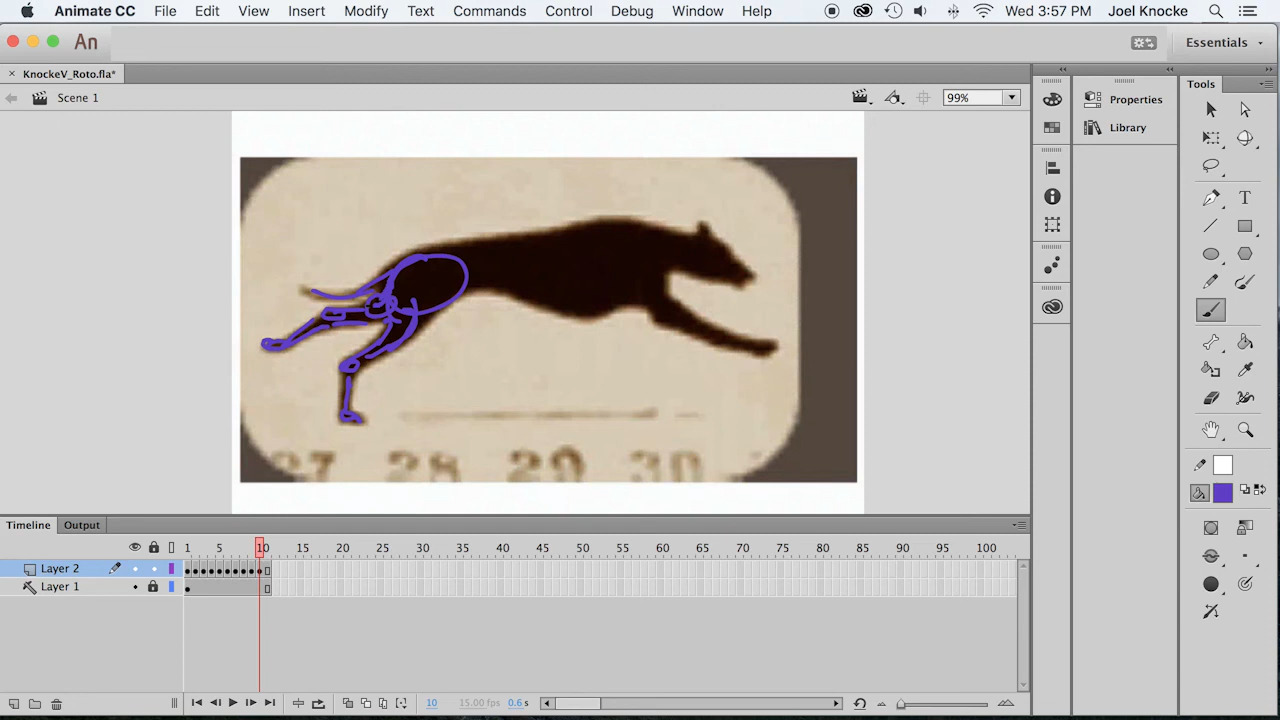 Animate CC File Edit View Insert Modify Text Commands Control Debug Window Help Wed 3:57 PM Joel Knocke
An Essentials
× KnockeV_Roto.fla* Tools
Scene 1 99% Properties
Library
T
27 28 29 30
Timeline Output
1 5 10 15 20 25 30 35 40 45 50 55 60 65 70 75 80 85 90 95 100
Layer 2
Layer 1
10 15.00 fps 0.6 s